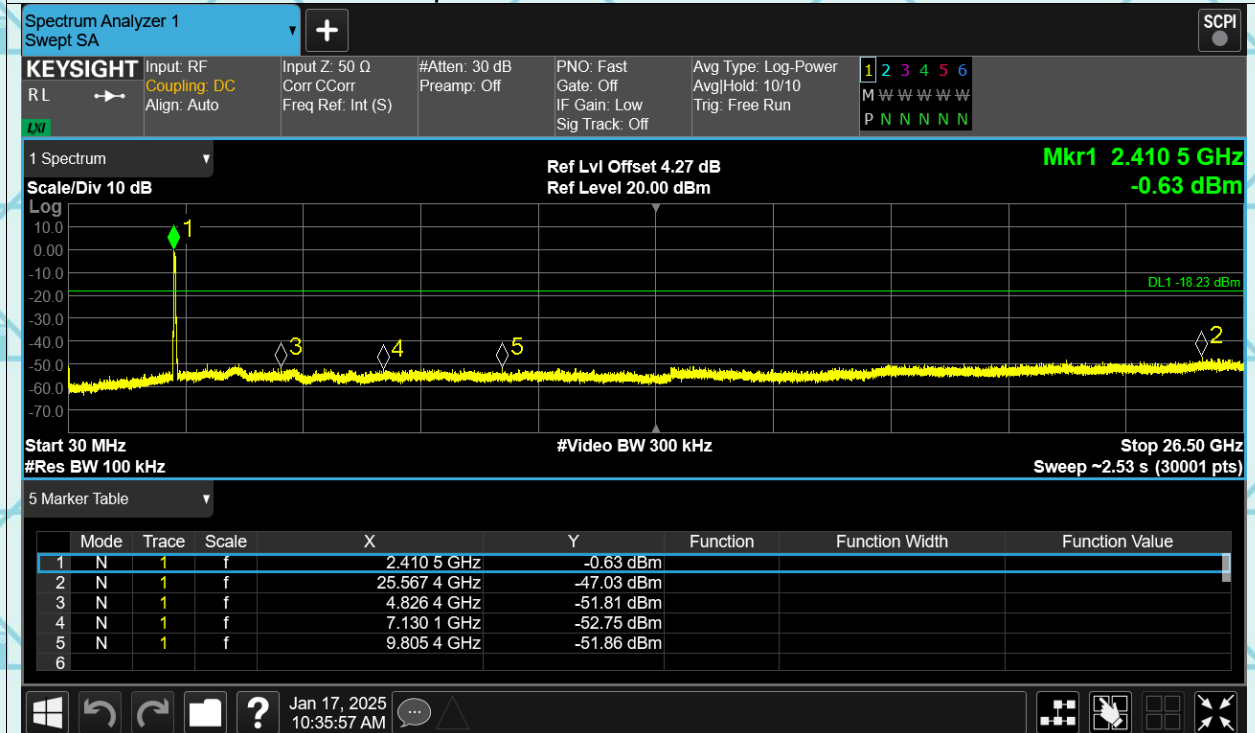 Spectrum Analyzer 1
Swept SA
+
SCPI
KEYSIGHT
RL
LXI
Input: RF
Coupling: DC
Align: Auto
Input Z: 50 Ω
Corr CCorr
Freq Ref: Int (S)
#Atten: 30 dB
Preamp: Off
PNO: Fast
Gate: Off
IF Gain: Low
Sig Track: Off
Avg Type: Log-Power
Avg|Hold: 10/10
Trig: Free Run
1 2 3 4 5 6
M W W W W W
P N N N N N
1 Spectrum
Scale/Div 10 dB
Ref Lvl Offset 4.27 dB
Ref Level 20.00 dBm
Mkr1 2.410 5 GHz
-0.63 dBm
Log
10.0
0.00
-10.0
-20.0
-30.0
-40.0
-50.0
-60.0
-70.0
1
DL1 -18.23 dBm
3
4
5
2
Start 30 MHz
#Video BW 300 kHz
Stop 26.50 GHz
#Res BW 100 kHz
Sweep ~2.53 s (30001 pts)
5 Marker Table
Mode Trace Scale X Y Function Function Width Function Value
1 N 1 f 2.410 5 GHz -0.63 dBm
2 N 1 f 25.567 4 GHz -47.03 dBm
3 N 1 f 4.826 4 GHz -51.81 dBm
4 N 1 f 7.130 1 GHz -52.75 dBm
5 N 1 f 9.805 4 GHz -51.86 dBm
6
?
Jan 17, 2025
10:35:57 AM